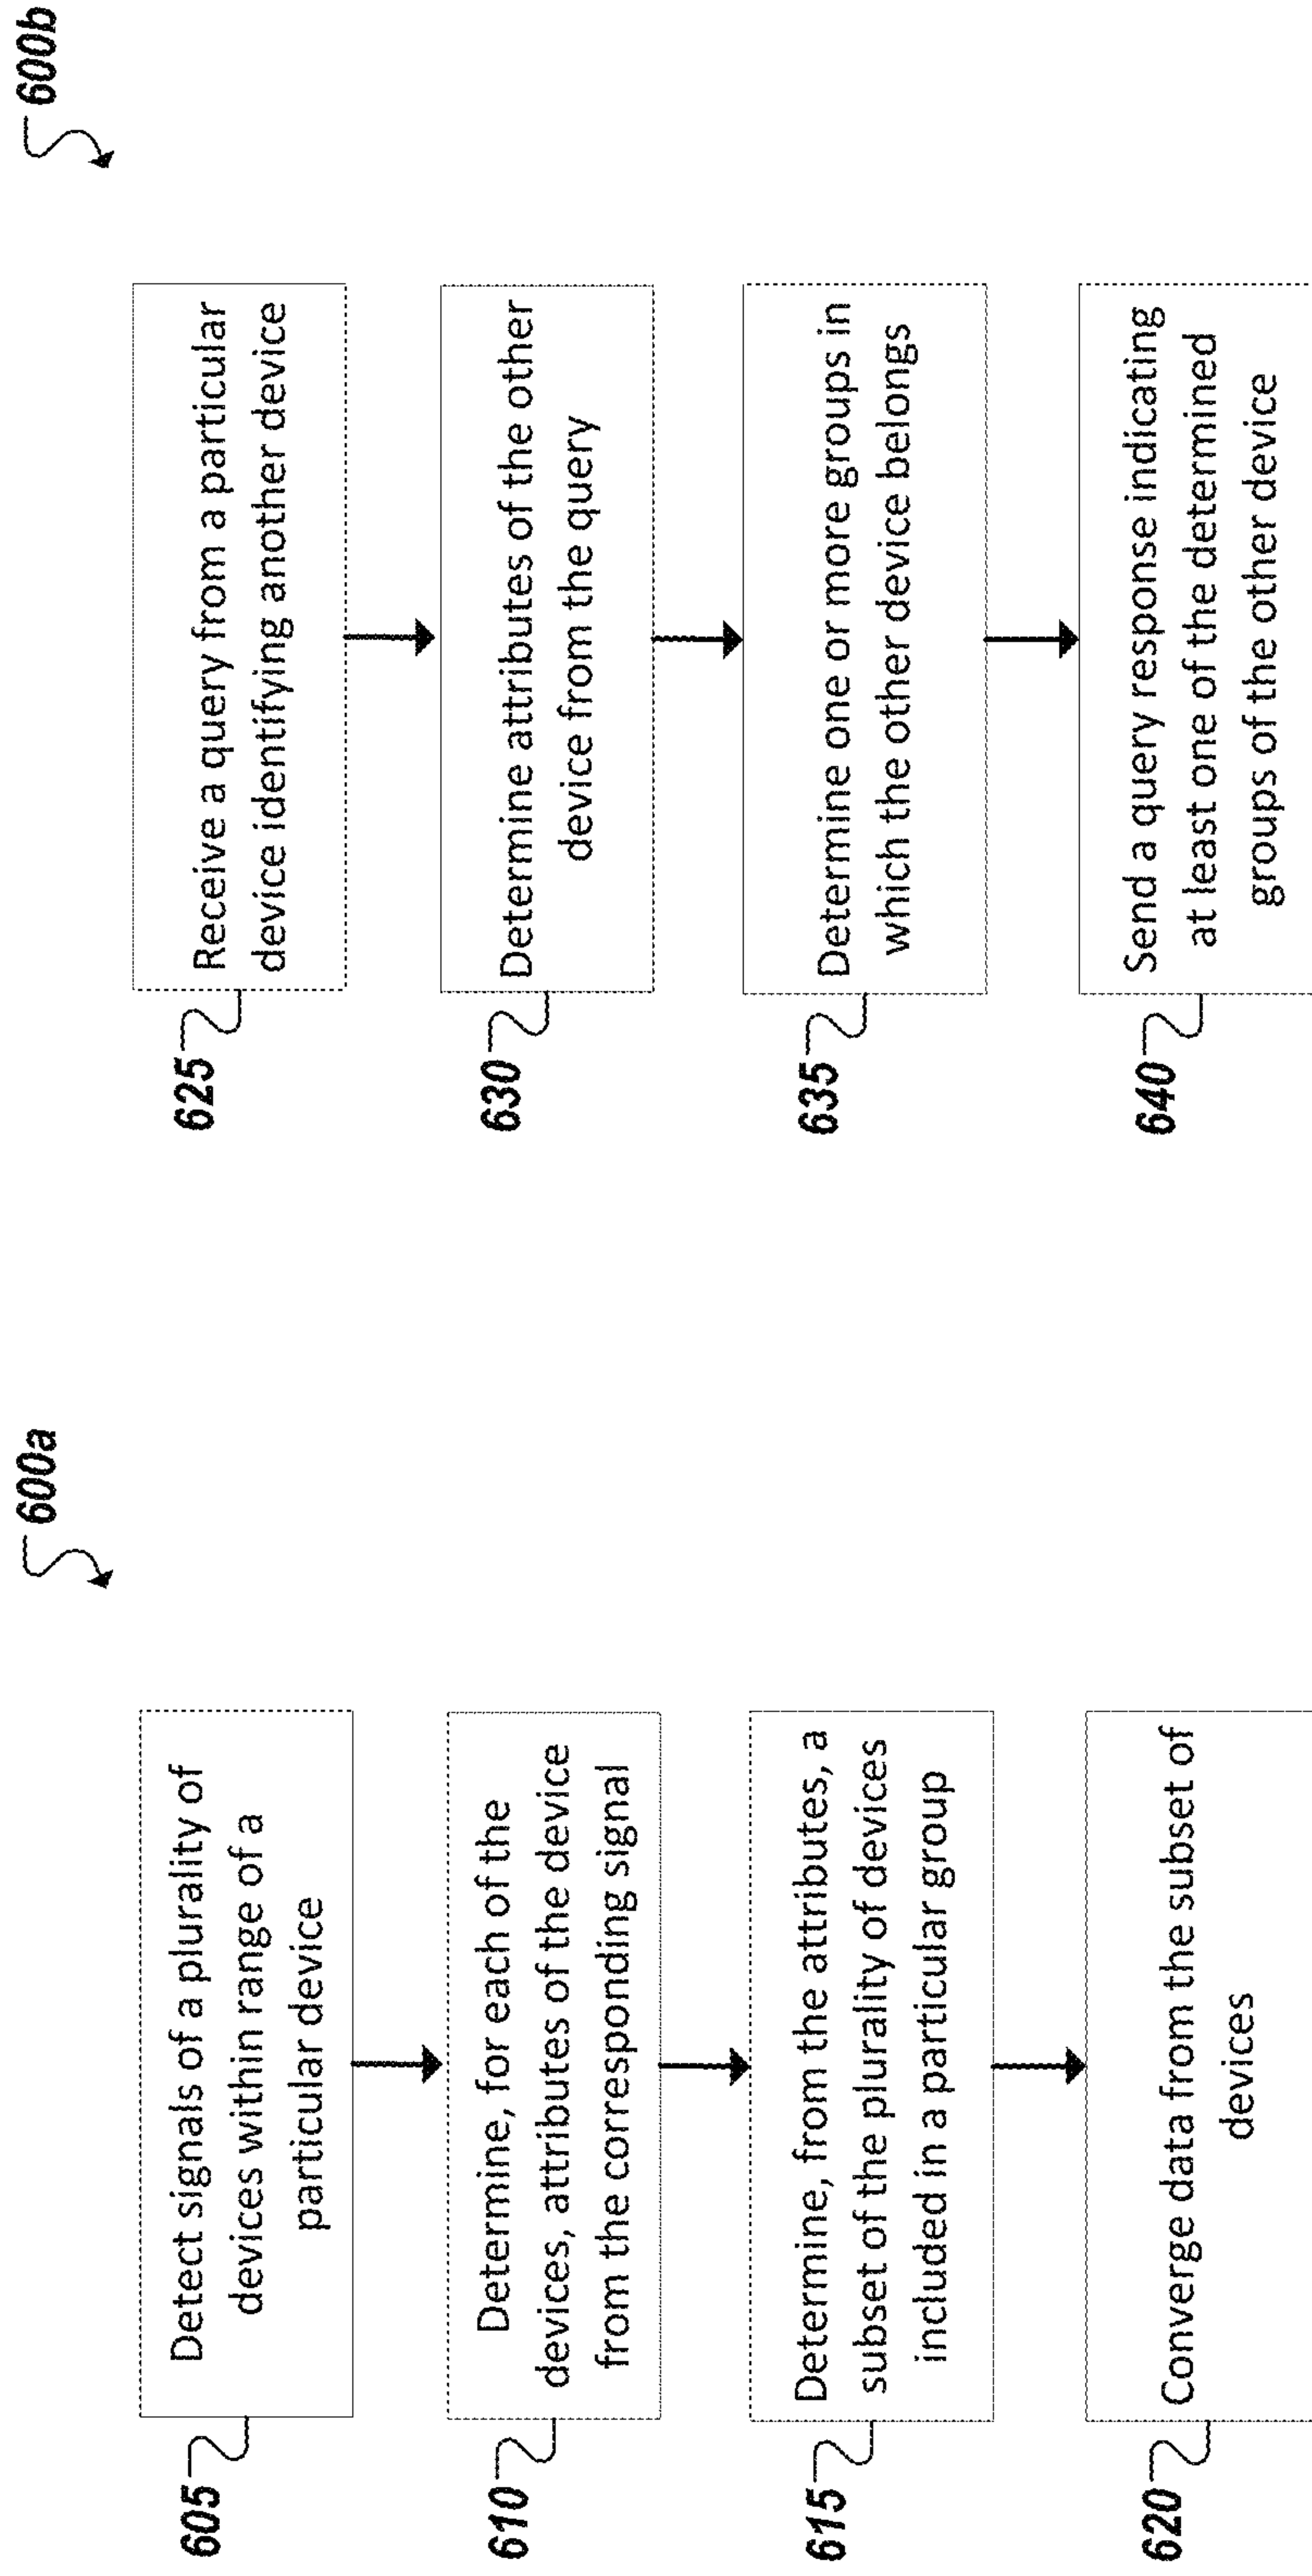 600a
605
Detect signals of a plurality of
devices within range of a
particular device
610
Determine, for each of the
devices, attributes of the device
from the corresponding signal
615
Determine, from the attributes, a
subset of the plurality of devices
included in a particular group
620
Converge data from the subset of
devices
600b
625
Receive a query from a particular
device identifying another device
630
Determine attributes of the other
device from the query
635
Determine one or more groups in
which the other device belongs
640
Send a query response indicating
at least one of the determined
groups of the other device